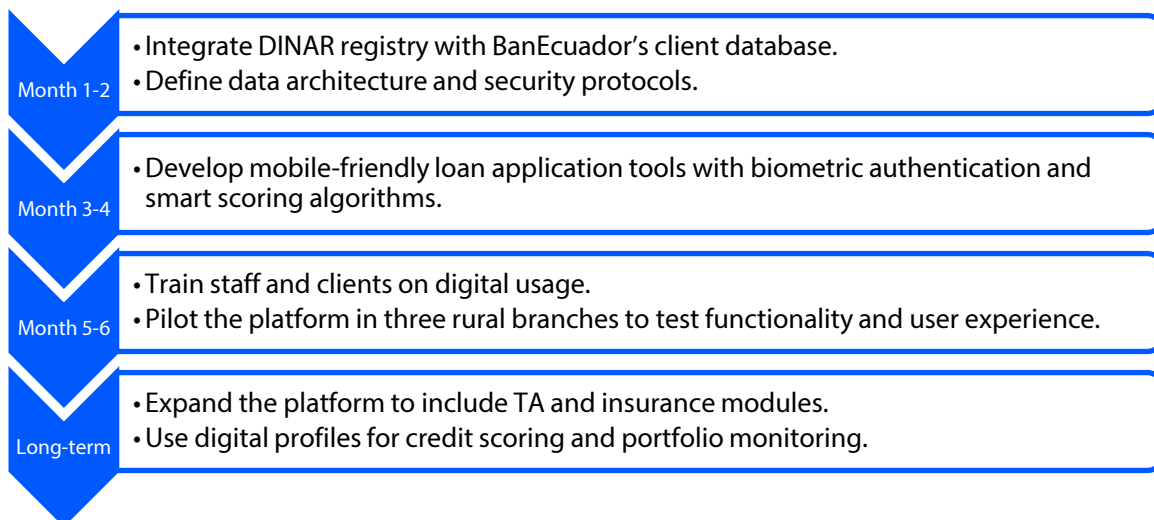 Month 1-2
• Integrate DINAR registry with BanEcuador's client database.
• Define data architecture and security protocols.
Month 3-4
• Develop mobile-friendly loan application tools with biometric authentication and
smart scoring algorithms.
Month 5-6
• Train staff and clients on digital usage.
• Pilot the platform in three rural branches to test functionality and user experience.
Long-term
• Expand the platform to include TA and insurance modules.
• Use digital profiles for credit scoring and portfolio monitoring.